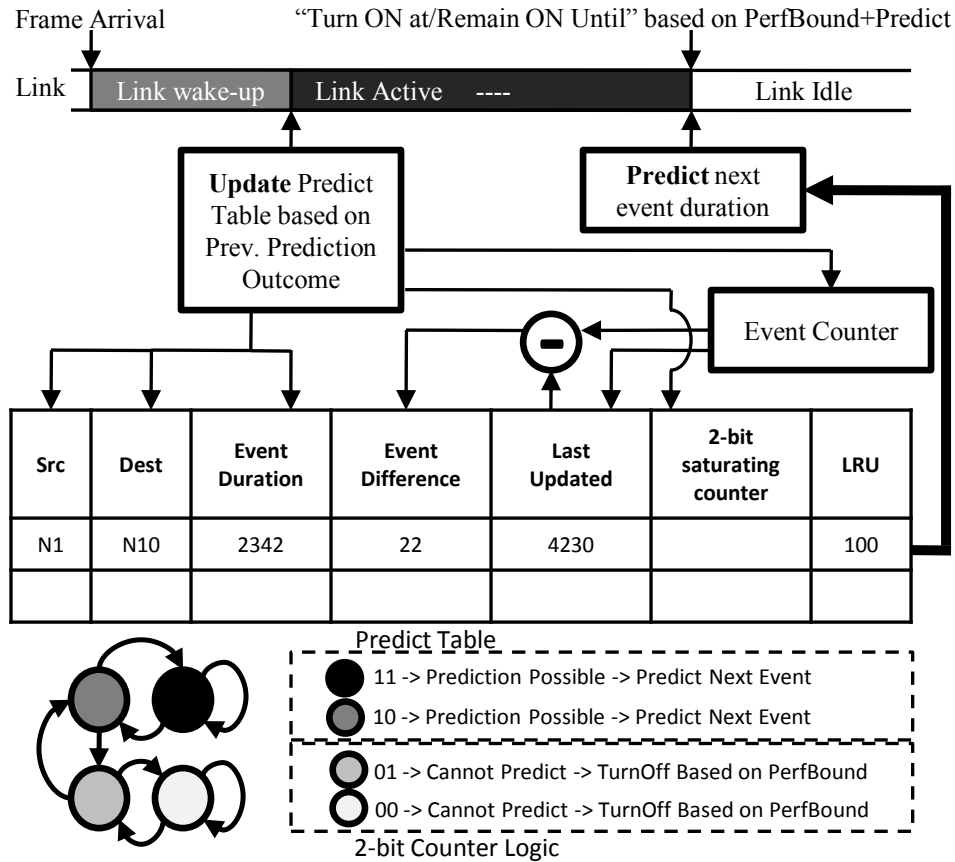 Frame Arrival
“Turn ON at/Remain ON Until” based on PerfBound+Predict
Link
Link wake-up
Link Active ----
Link Idle
Update Predict
Table based on
Prev. Prediction
Outcome
Predict next
event duration
Event Counter
-
Src
Dest
Event
Duration
Event
Difference
Last
Updated
2-bit
saturating
counter
LRU
N1
N10
2342
22
4230
100
Predict Table
11 -> Prediction Possible -> Predict Next Event
10 -> Prediction Possible -> Predict Next Event
01 -> Cannot Predict -> TurnOff Based on PerfBound
00 -> Cannot Predict -> TurnOff Based on PerfBound
2-bit Counter Logic